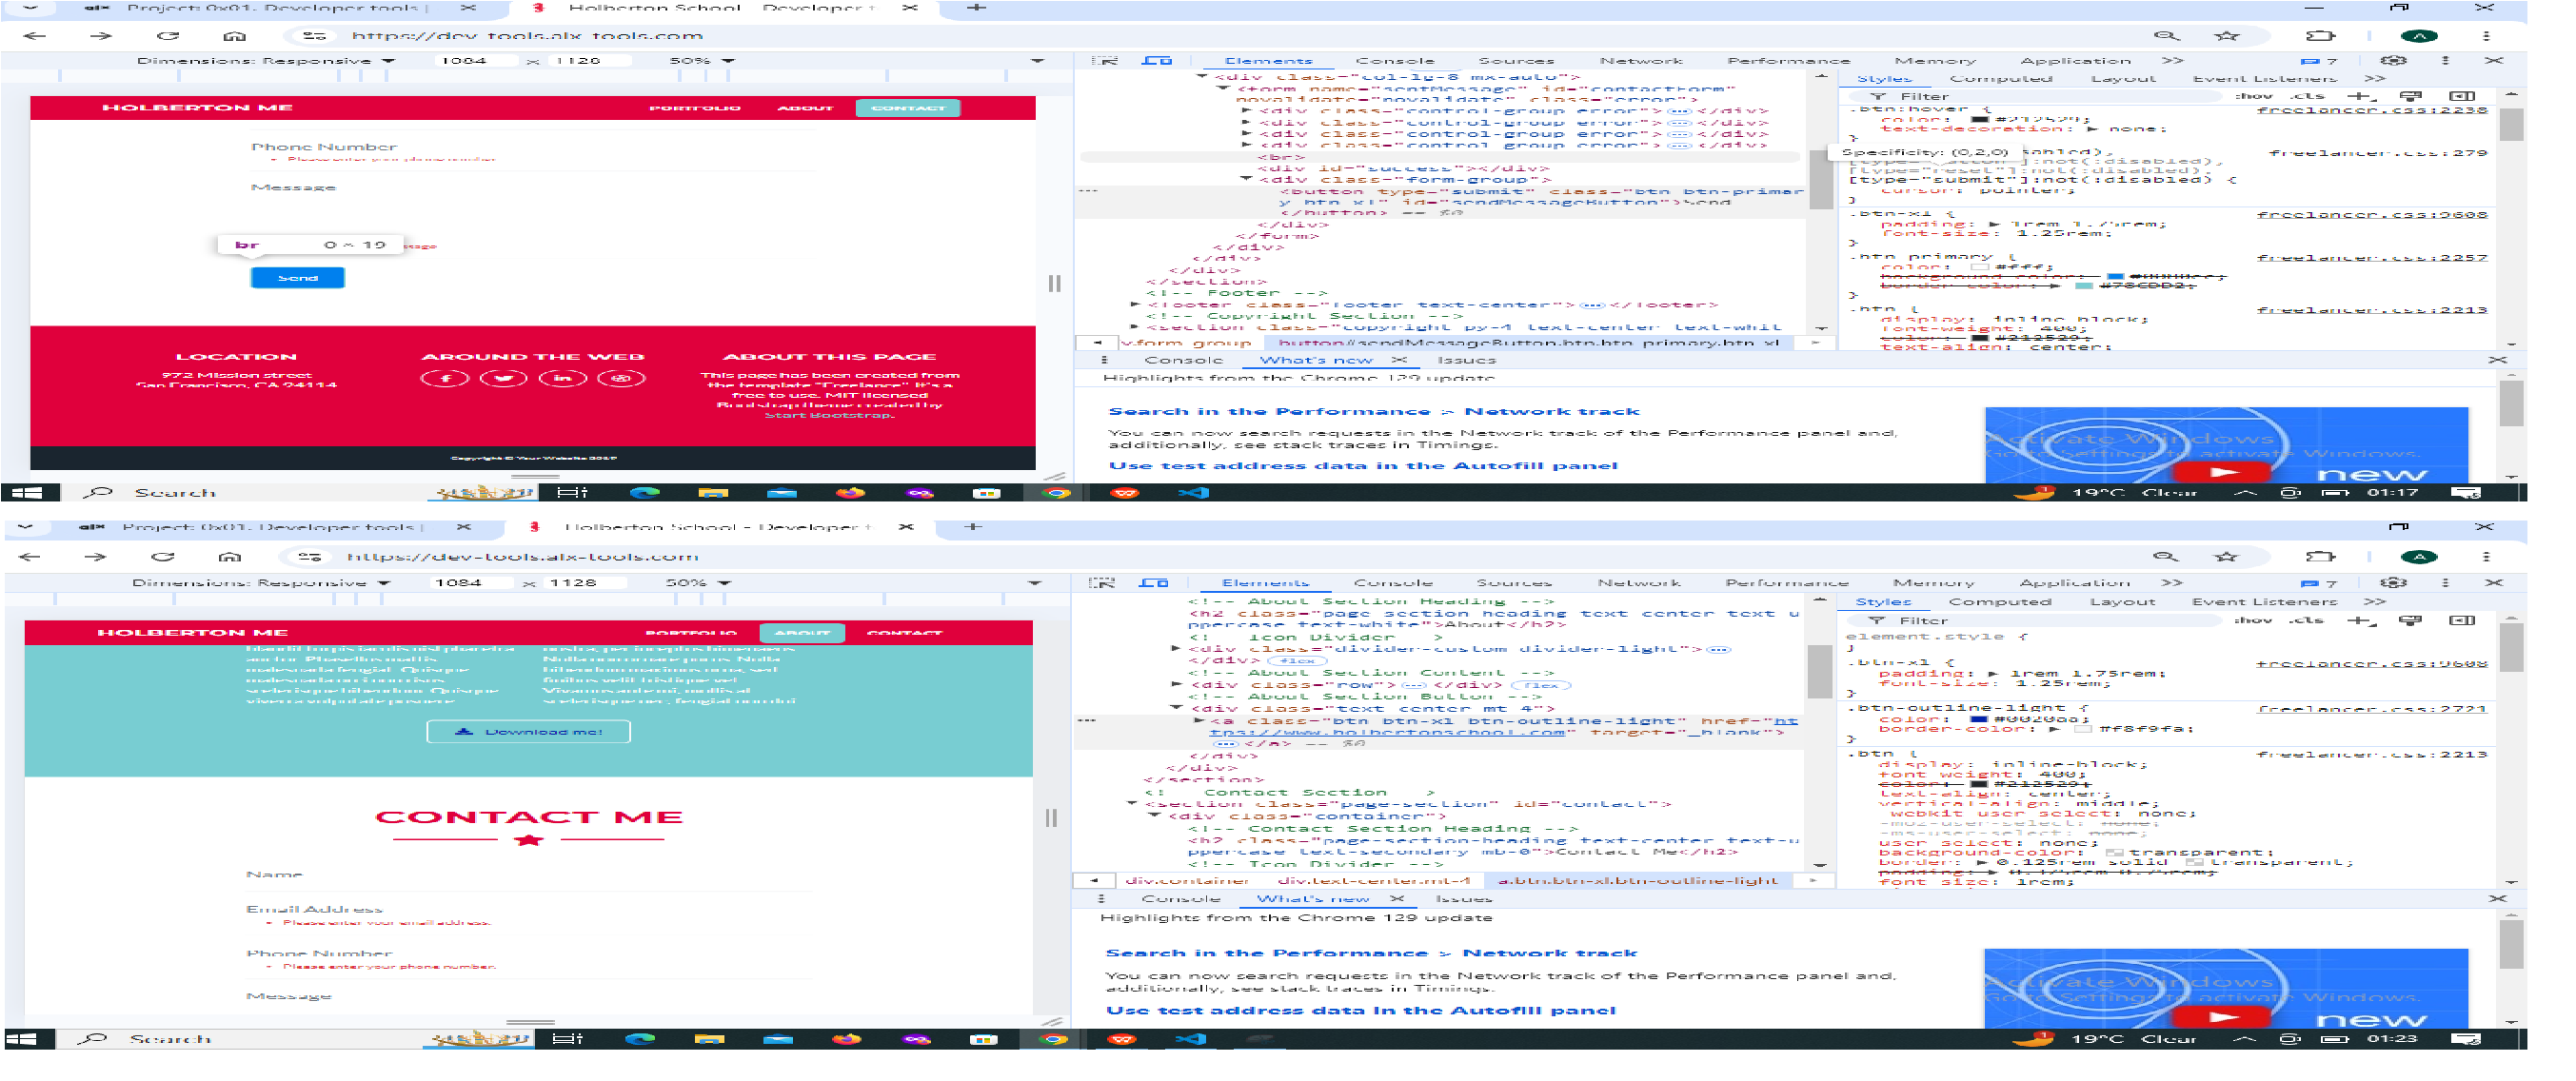 Project: 0x01. Developer tools |
Holberton School - Developer t
https://dev-tools.alx-tools.com
Dimensions: Responsive 1084 × 1128 50%
Elements Console Sources Network Performance Memory Application >> 7
HOLBERTON ME PORTFOLIO ABOUT CONTACT
Phone Number
Please enter your phone number.
Message
br 0 × 19
Send
LOCATION
972 Mission street
San Francisco, CA 94114
AROUND THE WEB
ABOUT THIS PAGE
This page has been created from
the template "Freelance" It's a
free to use, MIT licensed
Bootstrap theme created by
Start Bootstrap.
Copyright © Your Website 2019
<div class="col-lg-8 mx-auto">
<form name="sentMessage" id="contactForm"
novalidate="novalidate" class="error">
<div class="control-group error"></div>
<div class="control-group error"></div>
<div class="control-group error"></div>
<div class="control-group error"></div>
<br>
<div id="success"></div>
<div class="form-group">
<button type="submit" class="btn btn-primar
y btn-xl" id="sendMessageButton">Send
</button> == $0
</div>
</form>
</div>
</div>
</div>
</section>
<!-- Footer -->
<footer class="footer text-center"></footer>
<!-- Copyright Section -->
<section class="copyright py-4 text-center text-whit
v.form-group button#sendMessageButton.btn.btn-primary.btn-xl
Styles Computed Layout Event Listeners >>
Filter :hov .cls
.btn:hover { freelancer.css:2238
color: #212529;
text-decoration: none;
}
Specificity: (0,2,0) freelancer.css:279
[type="reset"]:not(:disabled),
[type="submit"]:not(:disabled) {
cursor: pointer;
}
.btn-xl { freelancer.css:9608
padding: 1rem 1.75rem;
font-size: 1.25rem;
}
.btn-primary { freelancer.css:2257
color: #fff;
background-color:
border-color:
}
.btn { freelancer.css:2213
display: inline-block;
font-weight: 400;
color: #212529;
text-align: center;
Console What's new Issues
Highlights from the Chrome 129 update
Search in the Performance > Network track
You can now search requests in the Network track of the Performance panel and,
additionally, see stack traces in Timings.
Use test address data in the Autofill panel
Activate Windows
Go to Settings to activate Windows.
new
Search
19°C Clear 01:17
Project: 0x01. Developer tools |
Holberton School - Developer t
https://dev-tools.alx-tools.com
Dimensions: Responsive 1084 × 1128 50%
Elements Console Sources Network Performance Memory Application >> 7
HOLBERTON ME PORTFOLIO ABOUT CONTACT
Download me!
CONTACT ME
Name
Email Address
Please enter your email address.
Phone Number
Please enter your phone number.
Message
<!-- About Section Heading -->
<h2 class="page-section-heading text-center text-u
ppercase text-white">About</h2>
<!-- Icon Divider -->
<div class="divider-custom divider-light">
</div> flex
<!-- About Section Content -->
<div class="row"></div> flex
<!-- About Section Button -->
<div class="text-center mt-4">
<a class="btn btn-xl btn-outline-light" href="ht
tps://www.holbertonschool.com" target="_blank">
</a> == $0
</div>
</div>
</section>
<!-- Contact Section -->
<section class="page-section" id="contact">
<div class="container">
<!-- Contact Section Heading -->
<h2 class="page-section-heading text-center text-u
ppercase text-secondary mb-0">Contact Me</h2>
<!-- Icon Divider -->
div.container div.text-center.mt-4 a.btn.btn-xl.btn-outline-light
Styles Computed Layout Event Listeners >>
Filter :hov .cls
element.style {
}
.btn-xl { freelancer.css:9608
padding: 1rem 1.75rem;
font-size: 1.25rem;
}
.btn-outline-light { freelancer.css:2721
color: #0020aa;
border-color: #f8f9fa;
}
.btn { freelancer.css:2213
display: inline-block;
font-weight: 400;
color: #212529;
text-align: center;
vertical-align: middle;
-webkit-user-select: none;
-moz-user-select: none;
-ms-user-select: none;
user-select: none;
background-color: transparent;
border: 0.125rem solid transparent;
padding:
font-size: 1rem;
Console What's new Issues
Highlights from the Chrome 129 update
Search in the Performance > Network track
You can now search requests in the Network track of the Performance panel and,
additionally, see stack traces in Timings.
Use test address data in the Autofill panel
Activate Windows
Go to Settings to activate Windows.
new
Search
19°C Clear 01:23